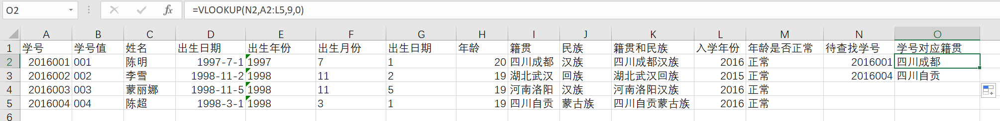 O2 fx =VLOOKUP(N2,A2:L5,9,0)
A B C D E F G H I J K L M N O
1 学号 学号值 姓名 出生日期 出生年份 出生月份 出生日期 年龄 籍贯 民族 籍贯和民族 入学年份 年龄是否正常 待查找学号 学号对应籍贯
2 2016001 001 陈明 1997-7-1 1997 7 1 20 四川成都 汉族 四川成都汉族 2016 正常 2016001 四川成都
3 2016002 002 李雪 1998-11-2 1998 11 2 19 湖北武汉 回族 湖北武汉回族 2015 正常 2016004 四川自贡
4 2016003 003 蒙丽娜 1998-11-5 1998 11 5 19 河南洛阳 汉族 河南洛阳汉族 2016 正常
5 2016004 004 陈超 1998-3-1 1998 3 1 19 四川自贡 蒙古族 四川自贡蒙古族 2016 正常
6